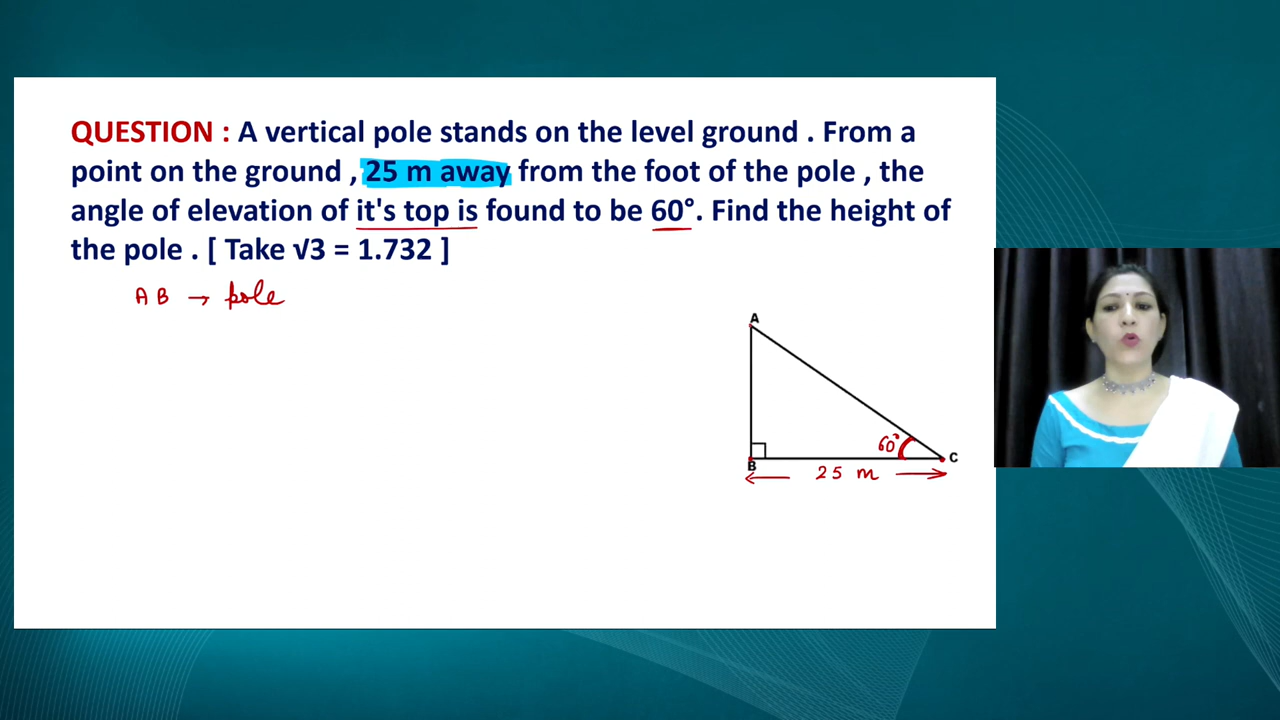 QUESTION : A vertical pole stands on the level ground . From a
point on the ground , 25 m away from the foot of the pole , the
angle of elevation of it's top is found to be 60°. Find the height of
the pole . [ Take √3 = 1.732 ]
AB → pole
A
60°
B
C
25 m